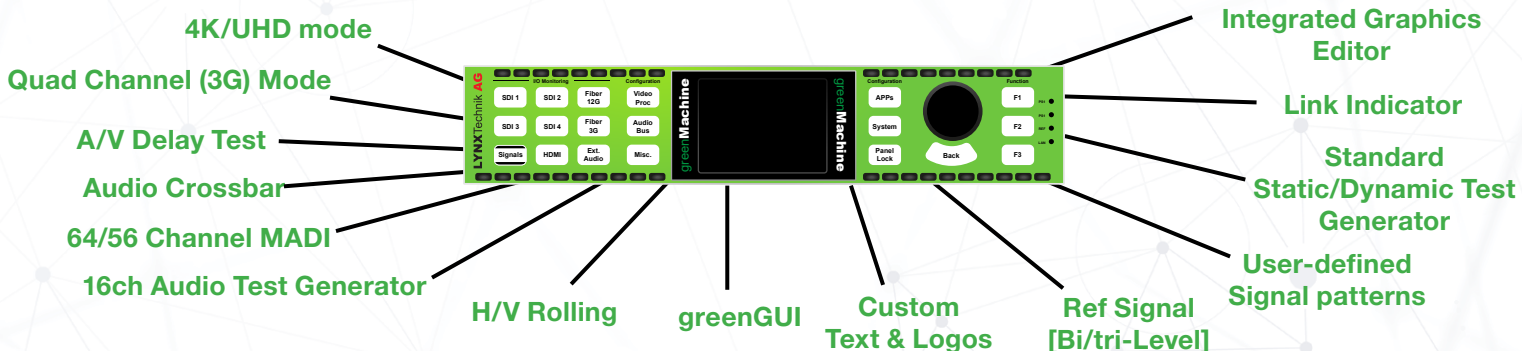 4K/UHD mode
Quad Channel (3G) Mode
A/V Delay Test
Audio Crossbar
64/56 Channel MADI
16ch Audio Test Generator
H/V Rolling
greenGUI
Custom
Text & Logos
Ref Signal
[Bi/tri-Level]
User-defined
Signal patterns
Standard
Static/Dynamic Test
Generator
Link Indicator
Integrated Graphics
Editor
LYNXTechnik AG
I/O Monitoring
Configuration
SDI 1
SDI 2
Fiber
12G
Video
Proc
SDI 3
SDI 4
Fiber
3G
Audio
Bus
Signals
HDMI
Ext.
Audio
Misc.
greenMachine
greenMachine
Configuration
Function
APPs
System
Panel
Lock
Back
F1
F2
F3